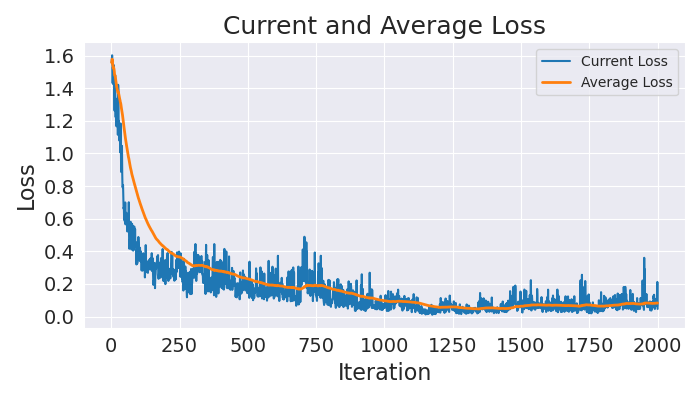 Current and Average Loss
Current Loss
Average Loss
1.6
1.4
1.2
1.0
0.8
0.6
0.4
0.2
0.0
Loss
0 250 500 750 1000 1250 1500 1750 2000
Iteration